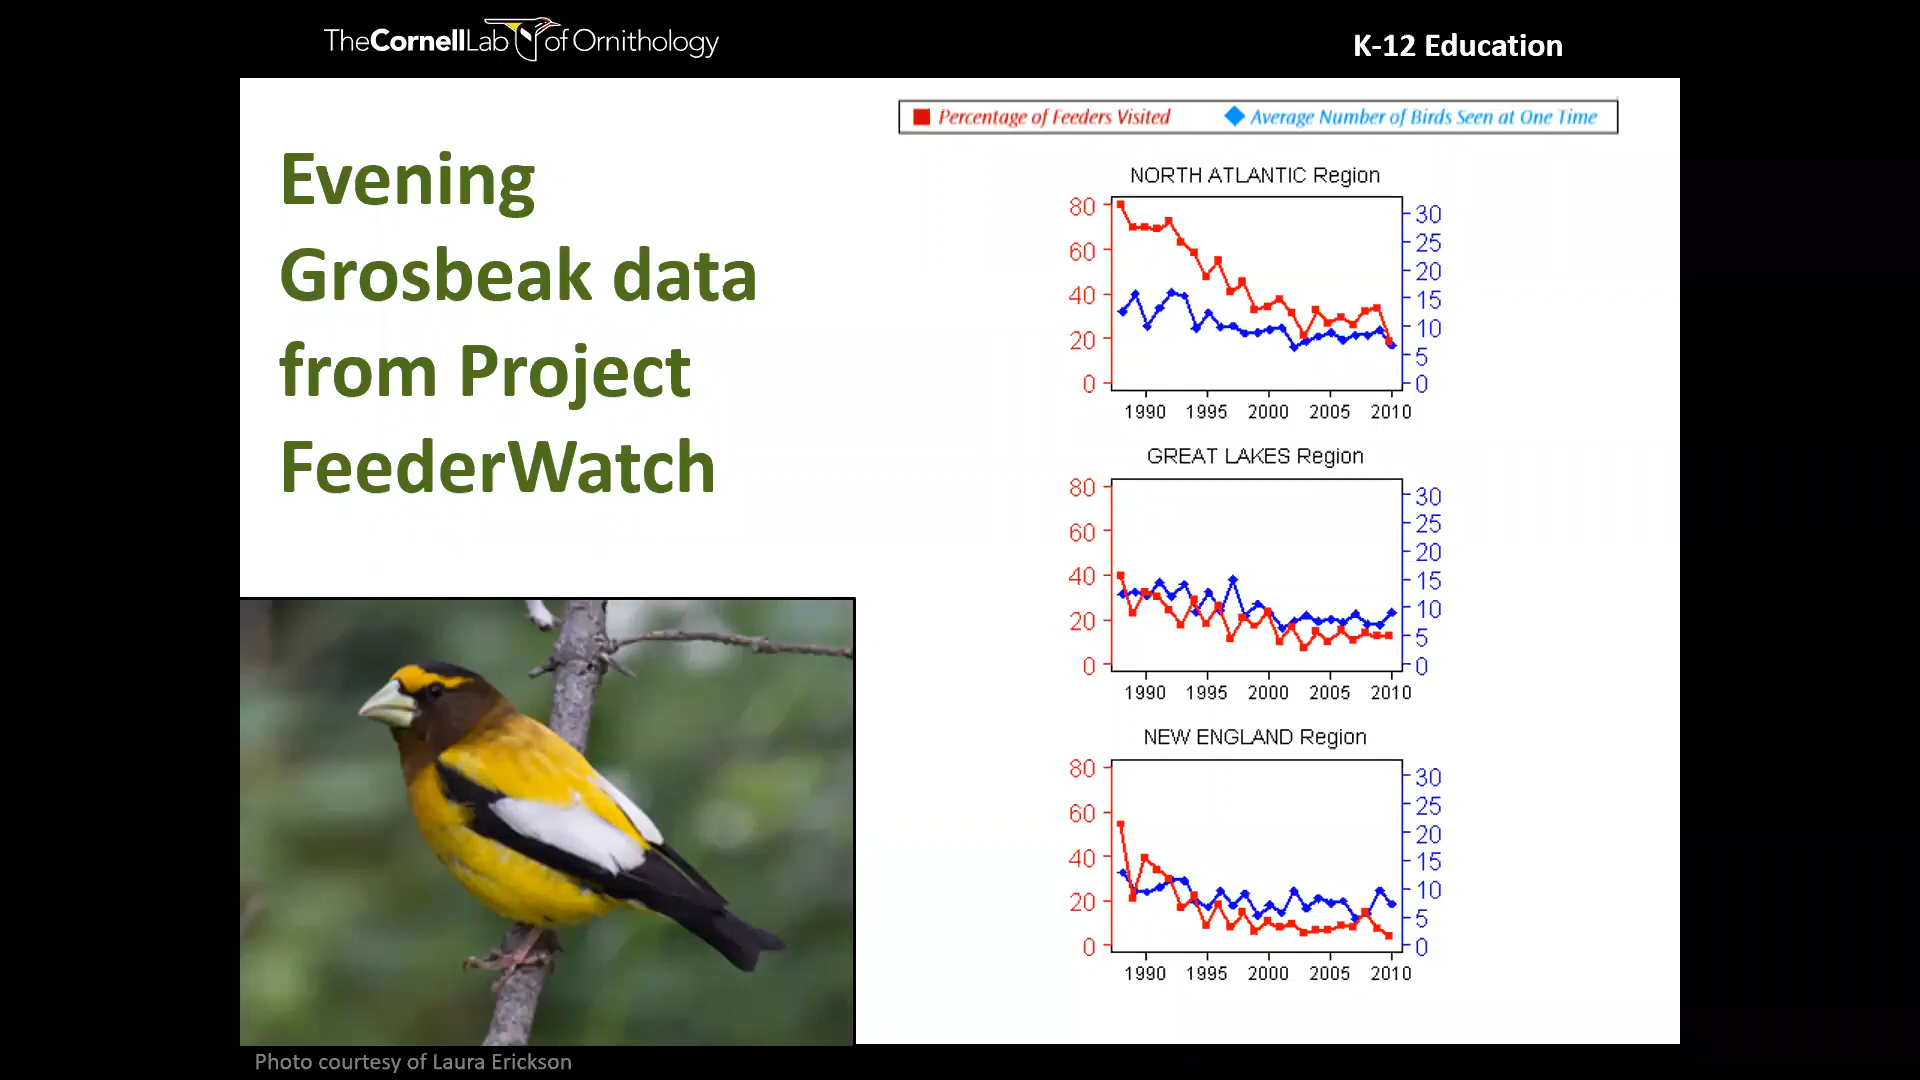 TheCornellLab of Ornithology
K-12 Education
Evening
Grosbeak data
from Project
FeederWatch
Percentage of Feeders Visited
Average Number of Birds Seen at One Time
NORTH ATLANTIC Region
80
60
40
20
0
30
25
20
15
10
5
0
1990 1995 2000 2005 2010
GREAT LAKES Region
80
60
40
20
0
30
25
20
15
10
5
0
1990 1995 2000 2005 2010
NEW ENGLAND Region
80
60
40
20
0
30
25
20
15
10
5
0
1990 1995 2000 2005 2010
Photo courtesy of Laura Erickson